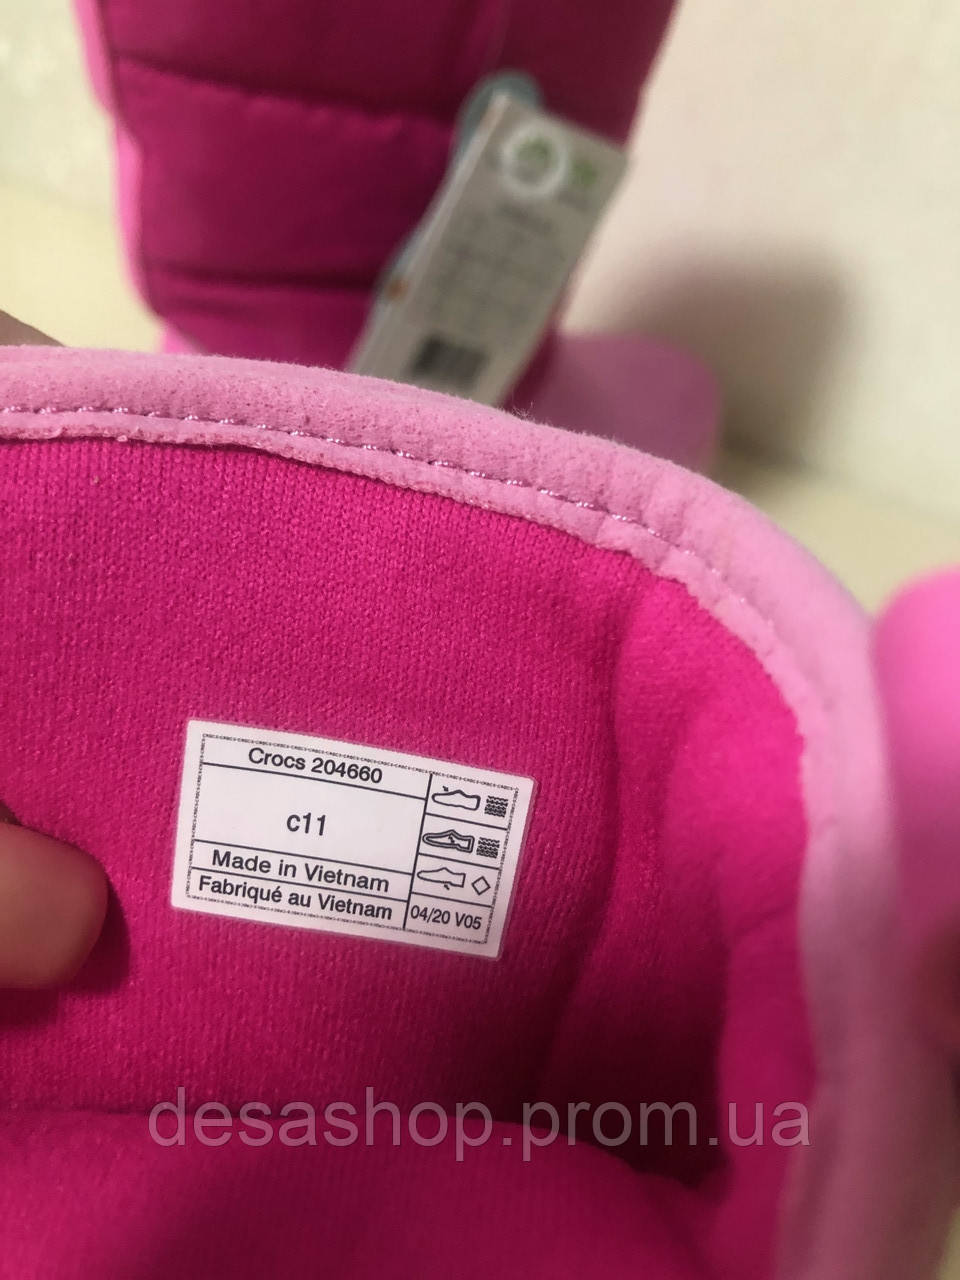 Crocs 204660
c11
Made in Vietnam
Fabriqué au Vietnam
04/20 V05
desashop.prom.ua